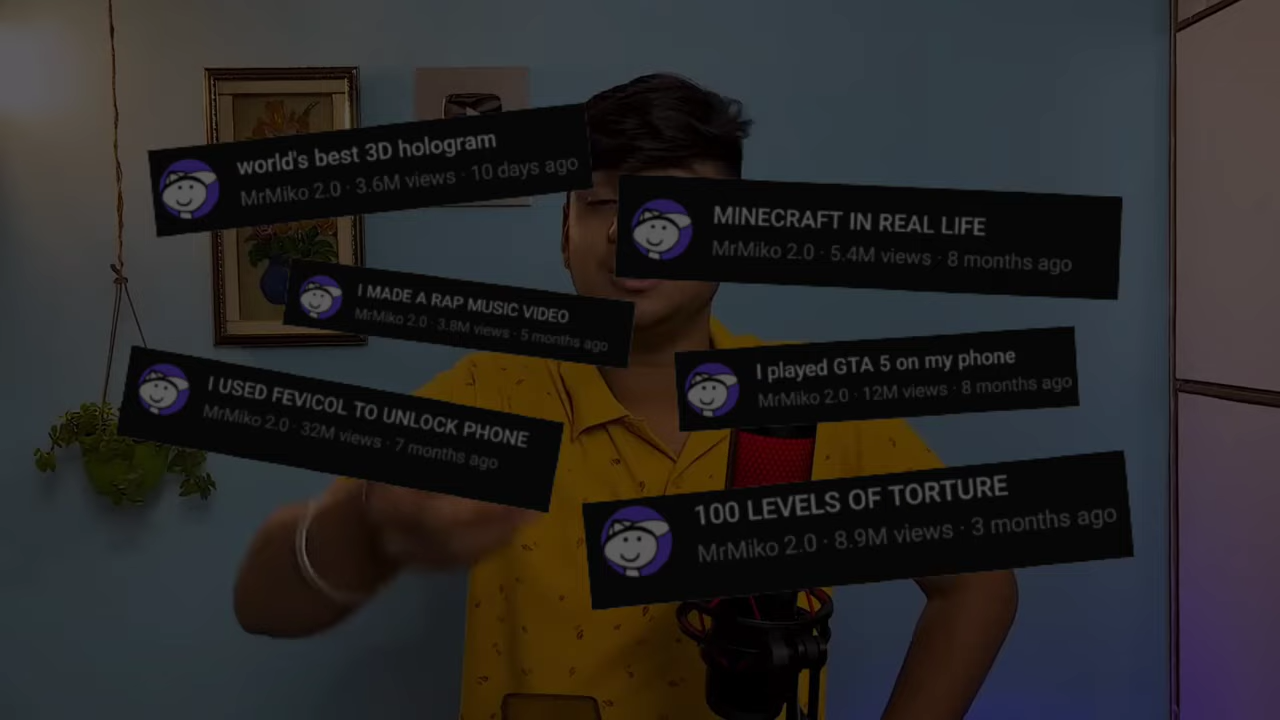 world's best 3D hologram
MrMiko 2.0 · 3.6M views · 10 days ago
MINECRAFT IN REAL LIFE
MrMiko 2.0 · 5.4M views · 8 months ago
I MADE A RAP MUSIC VIDEO
MrMiko 2.0 · 3.8M views · 5 months ago
I played GTA 5 on my phone
MrMiko 2.0 · 12M views · 8 months ago
I USED FEVICOL TO UNLOCK PHONE
MrMiko 2.0 · 32M views · 7 months ago
100 LEVELS OF TORTURE
MrMiko 2.0 · 8.9M views · 3 months ago